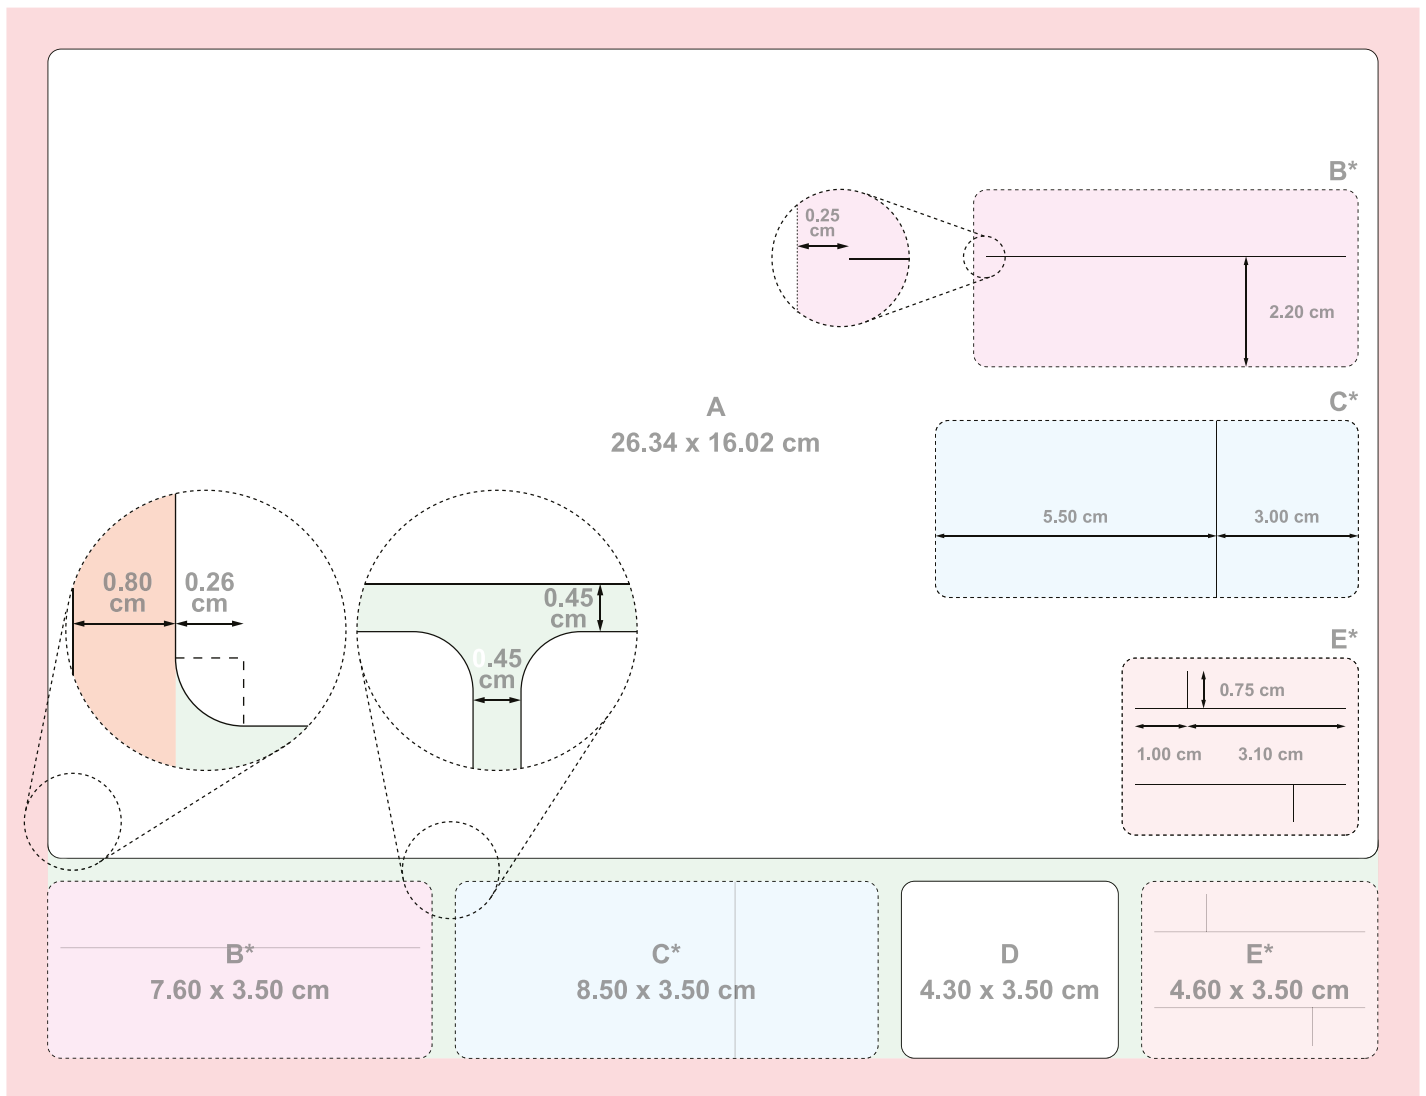 B*
0.25
cm
2.20 cm
C*
A
26.34 x 16.02 cm
5.50 cm
3.00 cm
0.80
cm
0.26
cm
0.45
cm
0.45
cm
E*
0.75 cm
1.00 cm
3.10 cm
B*
7.60 x 3.50 cm
C*
8.50 x 3.50 cm
D
4.30 x 3.50 cm
E*
4.60 x 3.50 cm